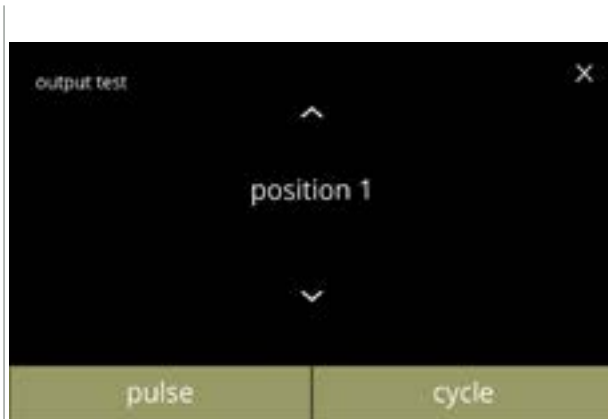 output test
position 1
pulse
cycle